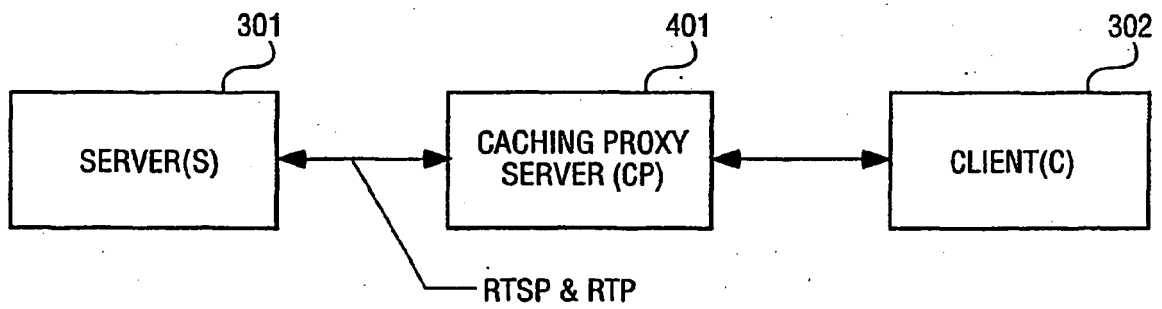 301
401
302
SERVER(S)
CACHING PROXY
SERVER (CP)
CLIENT(C)
RTSP & RTP